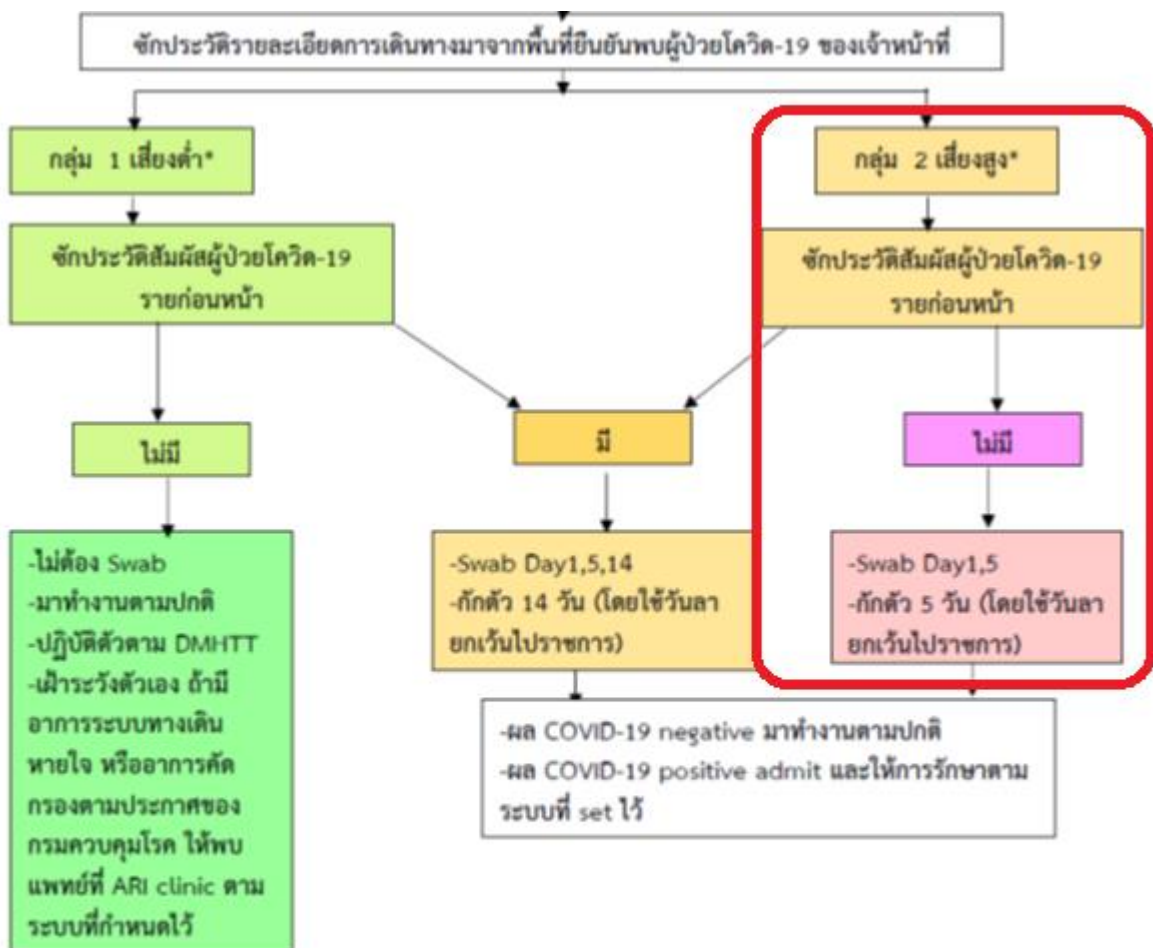 ซักประวัติรายละเอียดการเดินทางมาจากพื้นที่ยืนยันพบผู้ป่วยโควิด-19 ของเจ้าหน้าที่
กลุ่ม 1 เสี่ยงต่ำ*
กลุ่ม 2 เสี่ยงสูง*
ซักประวัติสัมผัสผู้ป่วยโควิด-19
รายก่อนหน้า
ซักประวัติสัมผัสผู้ป่วยโควิด-19
รายก่อนหน้า
ไม่มี
มี
ไม่มี
-ไม่ต้อง Swab
-มาทำงานตามปกติ
-ปฏิบัติตัวตาม DMHTT
-เฝ้าระวังตัวเอง ถ้ามี
อาการระบบทางเดิน
หายใจ หรืออาการคัด
กรองตามประกาศของ
กรมควบคุมโรค ให้พบ
แพทย์ที่ ARI clinic ตาม
ระบบที่กำหนดไว้
-Swab Day1,5,14
-กักตัว 14 วัน (โดยใช้วันลา
ยกเว้นไปราชการ)
-Swab Day1,5
-กักตัว 5 วัน (โดยใช้วันลา
ยกเว้นไปราชการ)
-ผล COVID-19 negative มาทำงานตามปกติ
-ผล COVID-19 positive admit และให้การรักษาตาม
ระบบที่ set ไว้